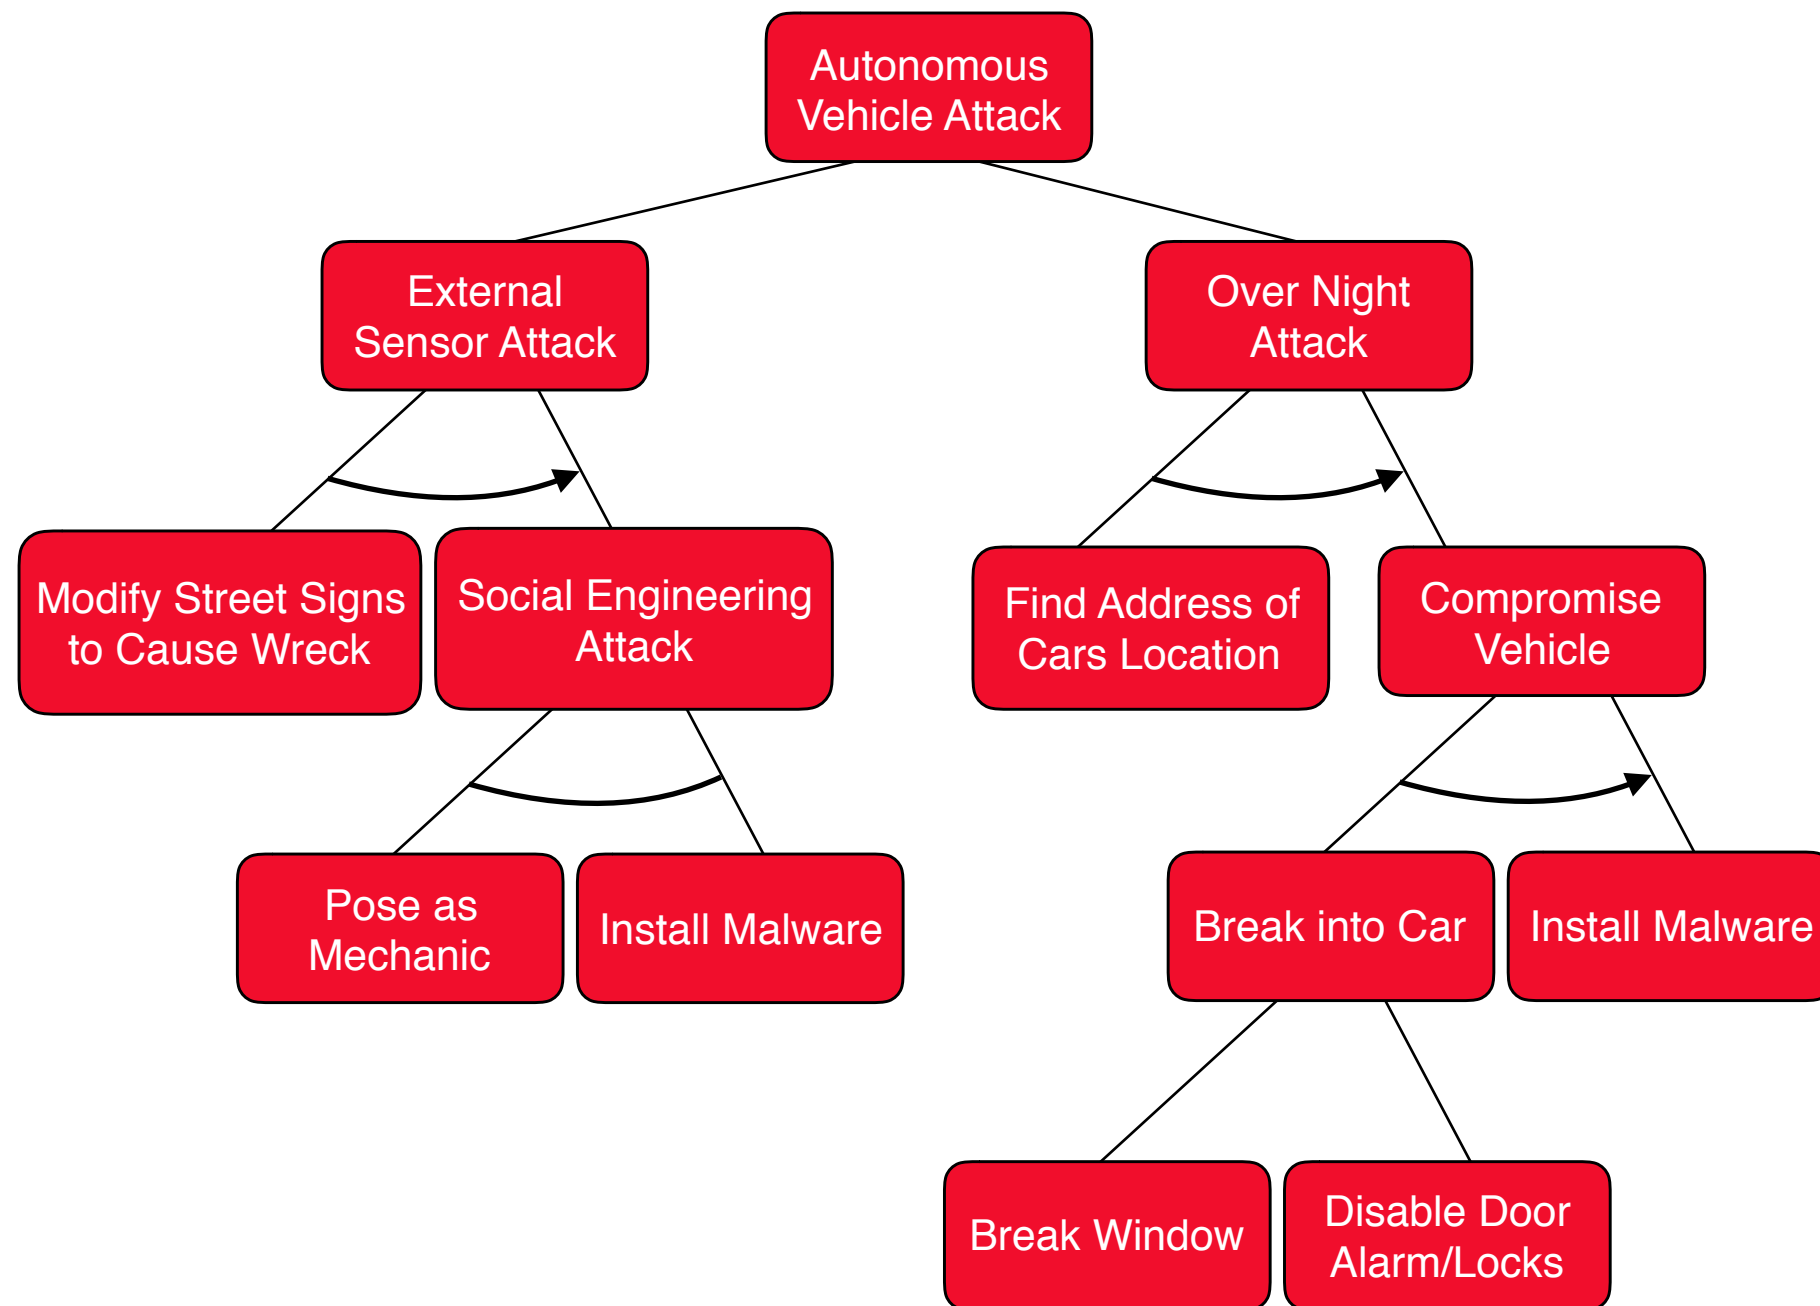 Autonomous
Vehicle Attack
External
Sensor Attack
Over Night
Attack
Modify Street Signs
to Cause Wreck
Social Engineering
Attack
Find Address of
Cars Location
Compromise
Vehicle
Pose as
Mechanic
Install Malware
Break into Car
Install Malware
Break Window
Disable Door
Alarm/Locks